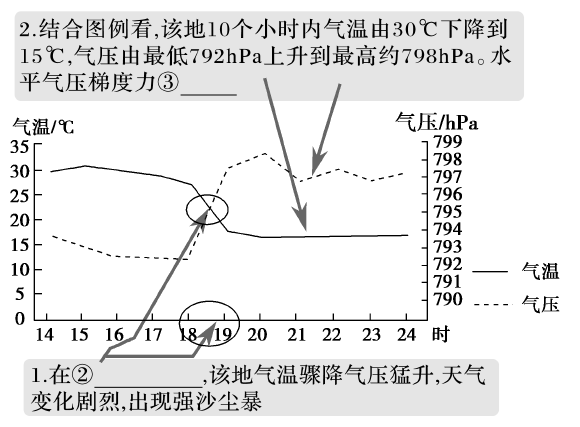 2.结合图例看,该地10个小时内气温由30℃下降到
15℃,气压由最低792hPa上升到最高约798hPa。水
平气压梯度力③_____
气温/℃
气压/hPa
35
30
25
20
15
10
5
0
799
798
797
796
795
794
793
792
791
790
14 15 16 17 18 19 20 21 22 23 24 时
气温
气压
1.在②__________,该地气温骤降气压猛升,天气
变化剧烈,出现强沙尘暴